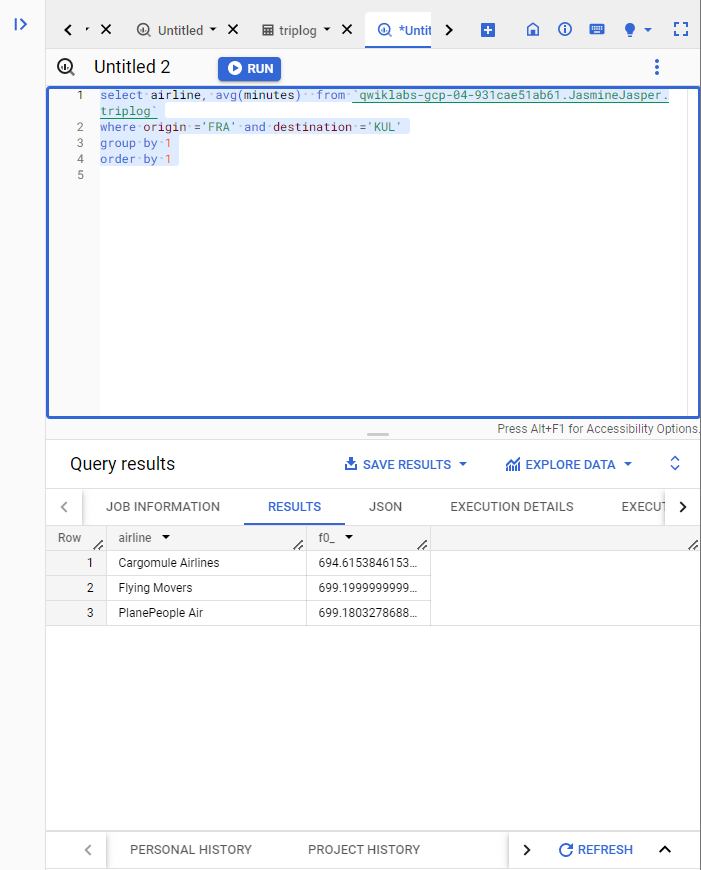 Untitled
triplog
*Untit
Untitled 2
RUN
1 select airline, avg(minutes)  from `qwiklabs-gcp-04-931cae51ab61.JasmineJasper.
triplog`
2 where origin ='FRA' and destination ='KUL'
3 group by 1
4 order by 1
5
Press Alt+F1 for Accessibility Options.
Query results
SAVE RESULTS
EXPLORE DATA
JOB INFORMATION RESULTS JSON EXECUTION DETAILS EXECUT
Row airline f0_
1 Cargomule Airlines 694.6153846153...
2 Flying Movers 699.1999999999...
3 PlanePeople Air 699.1803278688...
PERSONAL HISTORY PROJECT HISTORY REFRESH